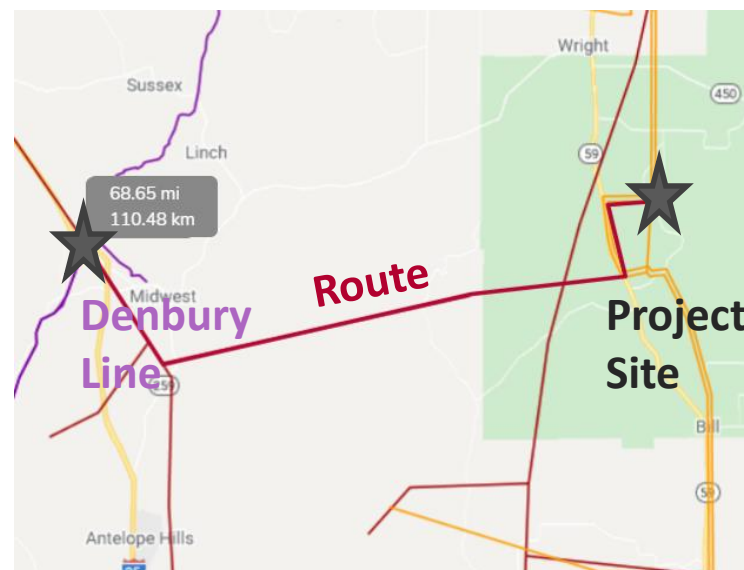 Wright
Sussex
450
Linch
59
68.65 mi
110.48 km
Route
Midwest
Denbury
Line
Project
Site
259
Bill
59
Antelope Hills